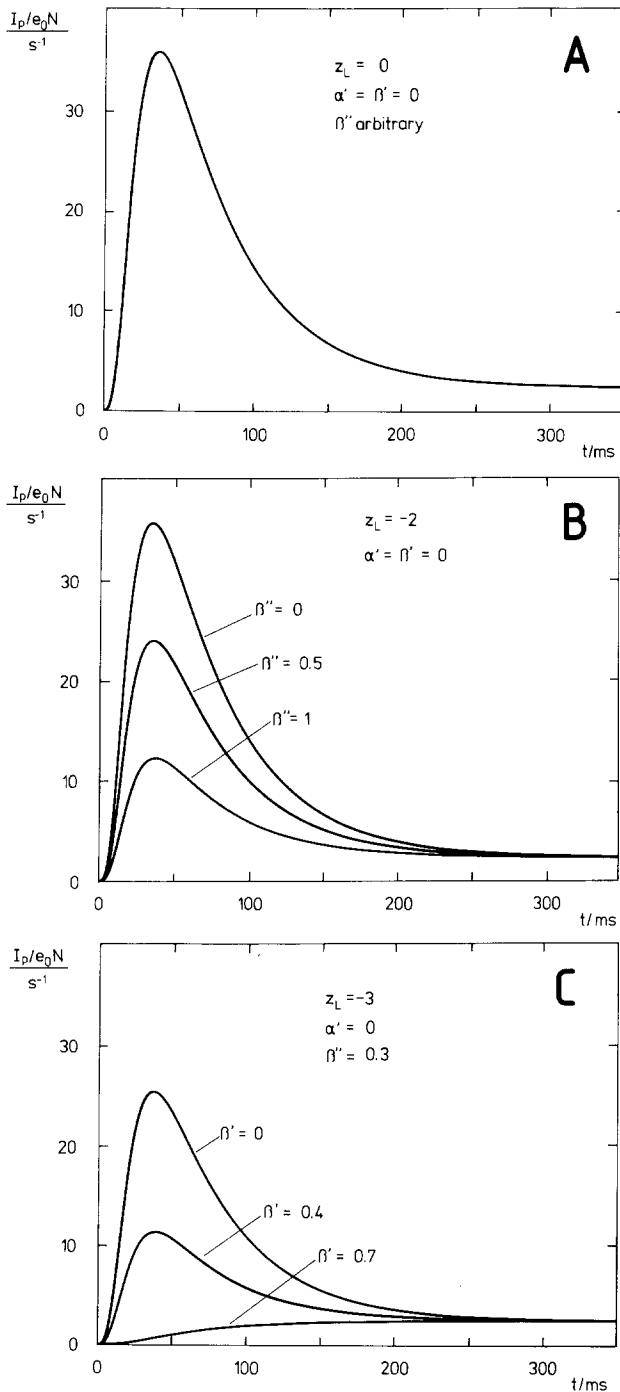 I_p/e_0N
s^-1
A
z_L = 0
α' = ß' = 0
ß" arbitrary
30
20
10
0
0
100
200
300
t/ms
I_p/e_0N
s^-1
B
z_L = -2
α' = ß' = 0
ß" = 0
ß" = 0.5
ß" = 1
30
20
10
0
0
100
200
300
t/ms
I_p/e_0N
s^-1
C
z_L = -3
α' = 0
ß" = 0.3
ß' = 0
ß' = 0.4
ß' = 0.7
30
20
10
0
0
100
200
300
t/ms